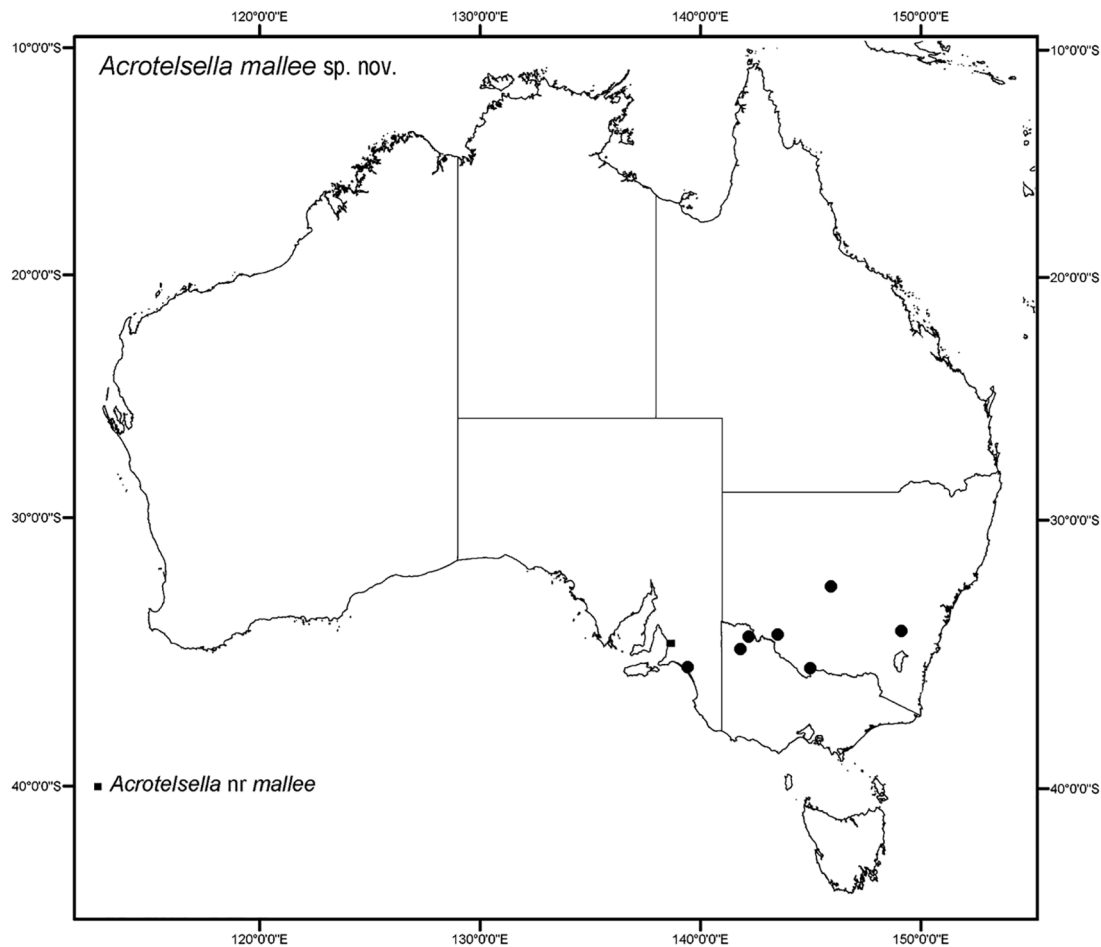 120°0'0"E 130°0'0"E 140°0'0"E 150°0'0"E
10°0'0"S 10°0'0"S
Acrotelsella mallee sp. nov.
20°0'0"S 20°0'0"S
30°0'0"S 30°0'0"S
40°0'0"S 40°0'0"S
Acrotelsella nr mallee
120°0'0"E 130°0'0"E 140°0'0"E 150°0'0"E